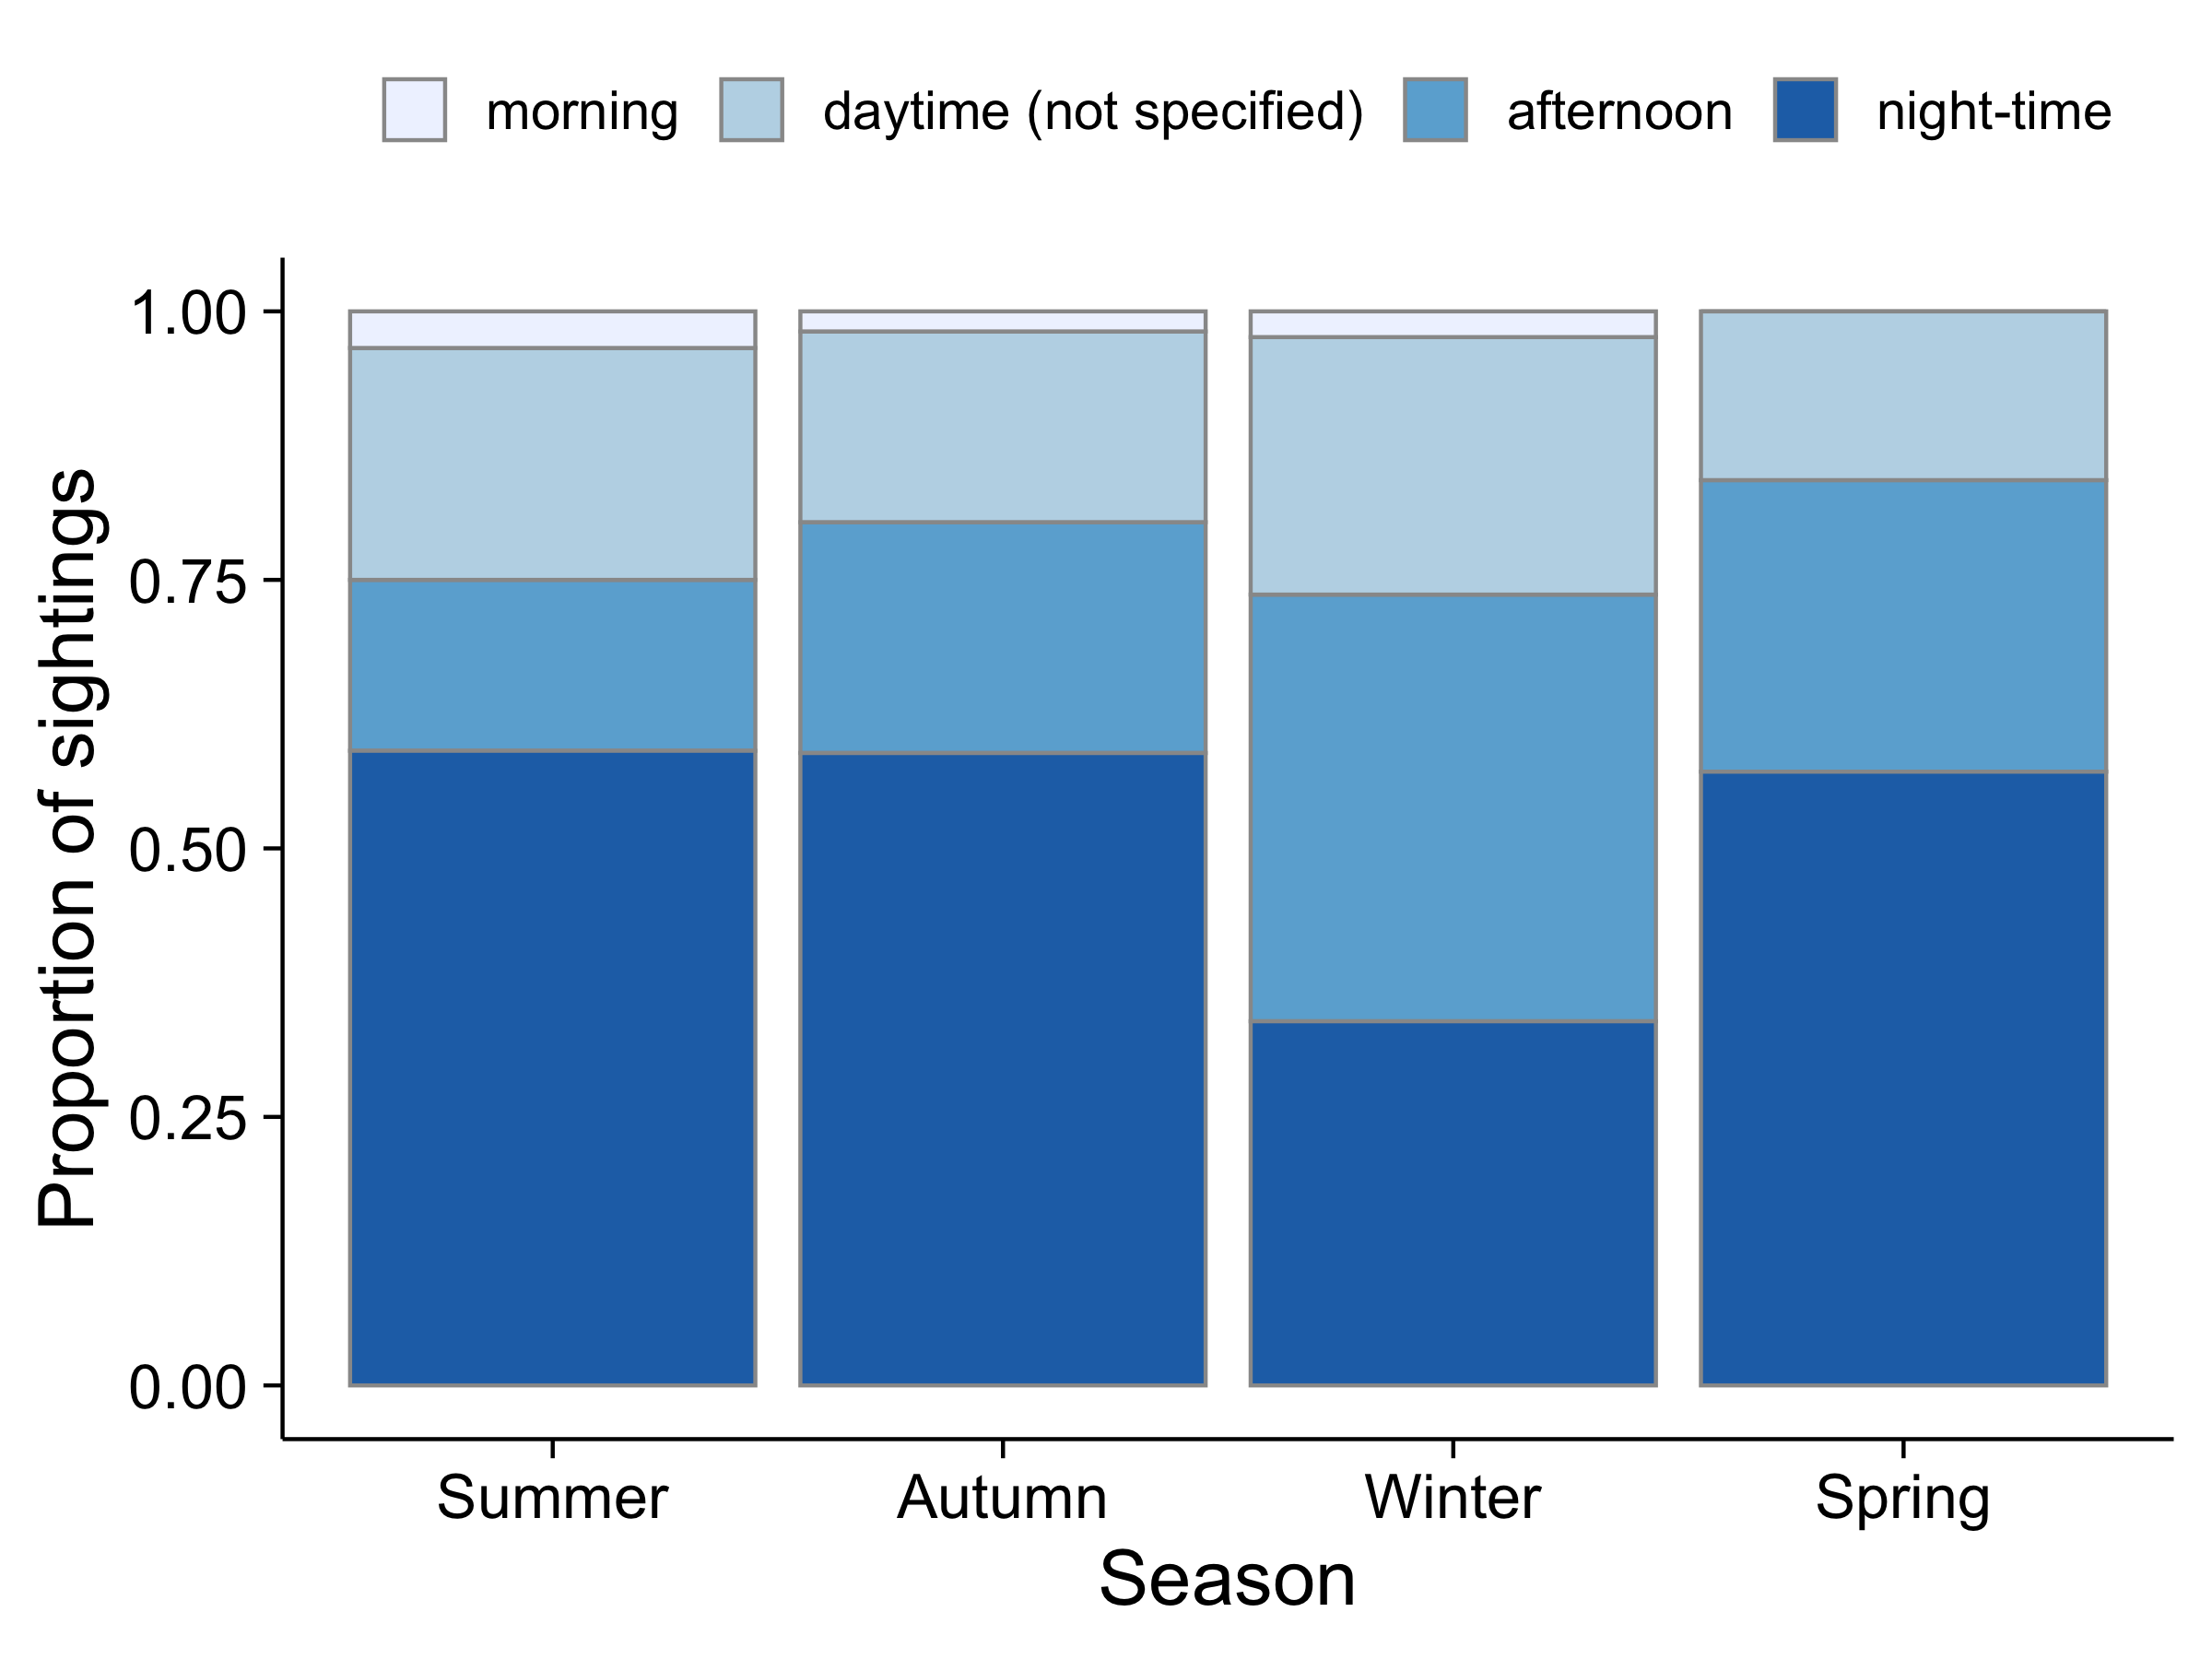 morning daytime (not specified) afternoon night-time
Proportion of sightings
1.00
0.75
0.50
0.25
0.00
Summer Autumn Winter Spring
Season